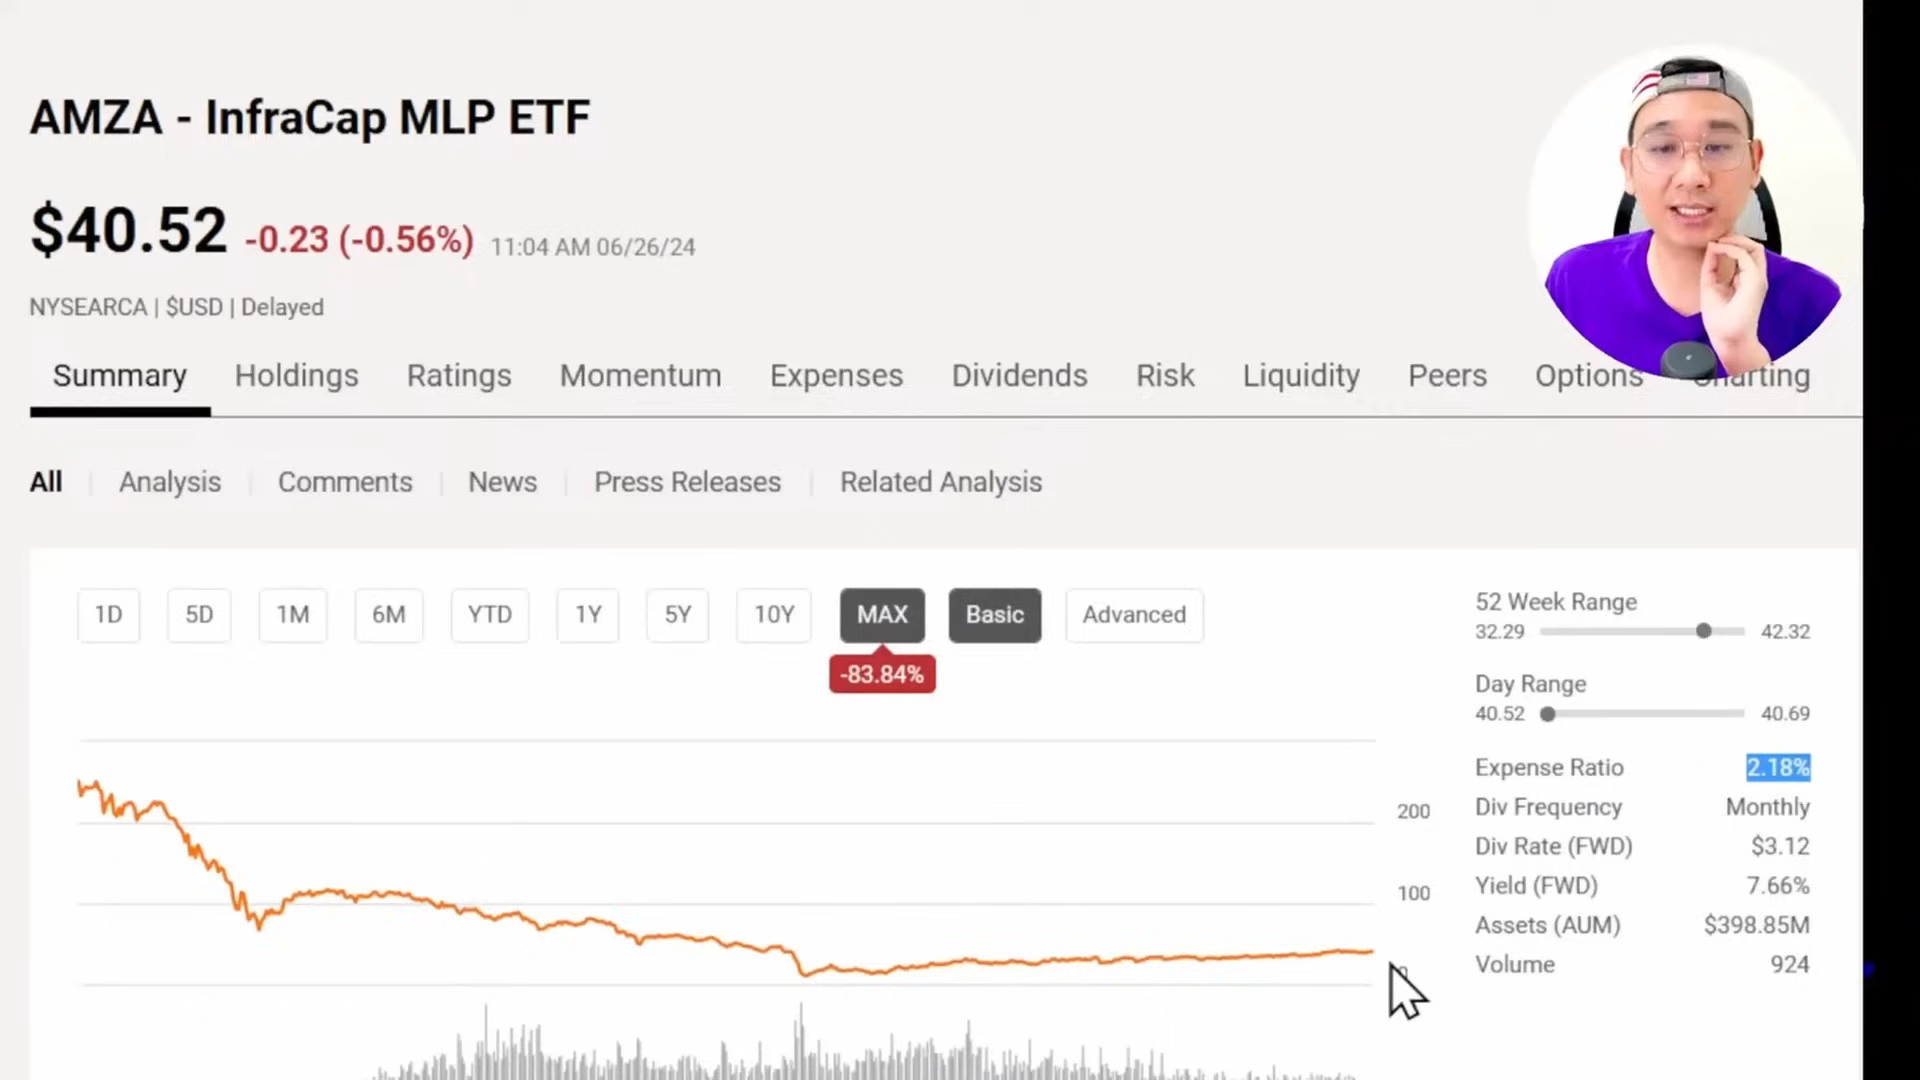 AMZA - InfraCap MLP ETF
$40.52 -0.23 (-0.56%) 11:04 AM 06/26/24
NYSEARCA | $USD | Delayed
Summary Holdings Ratings Momentum Expenses Dividends Risk Liquidity Peers Options Charting
All | Analysis | Comments | News | Press Releases | Related Analysis
1D 5D 1M 6M YTD 1Y 5Y 10Y MAX Basic Advanced
-83.84%
200
100
0
52 Week Range
32.29 42.32
Day Range
40.52 40.69
Expense Ratio 2.18%
Div Frequency Monthly
Div Rate (FWD) $3.12
Yield (FWD) 7.66%
Assets (AUM) $398.85M
Volume 924